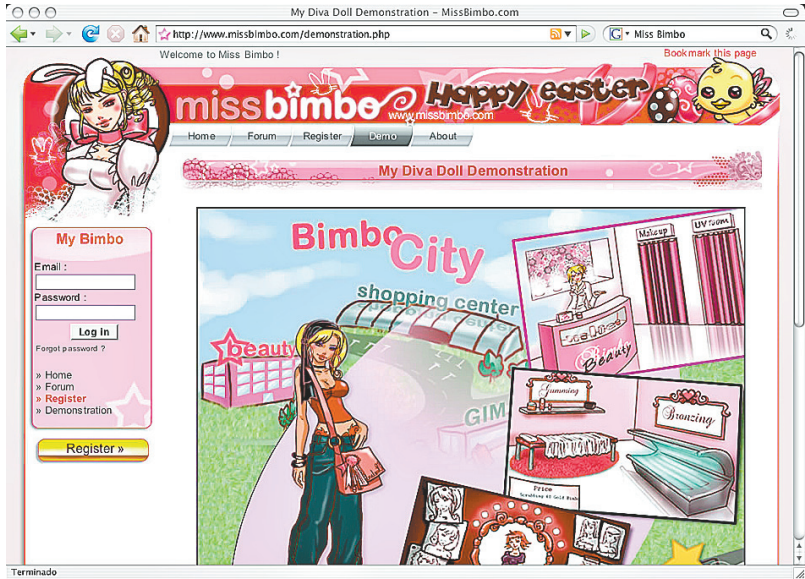 My Diva Doll Demonstration – MissBimbo.com
http://www.missbimbo.com/demonstration.php
Miss Bimbo
Welcome to Miss Bimbo !
Bookmark this page
missbimbo
Happy easter
www.missbimbo.com
Home
Forum
Register
Demo
About
My Diva Doll Demonstration
My Bimbo
Email :
Password :
Log in
Forgot password ?
» Home
» Forum
» Register
» Demonstration
Register »
Bimbo
City
shopping center
beauty
GIM
Makeup
UV room
Beauty
Gumming
Bronzing
Price
Terminado